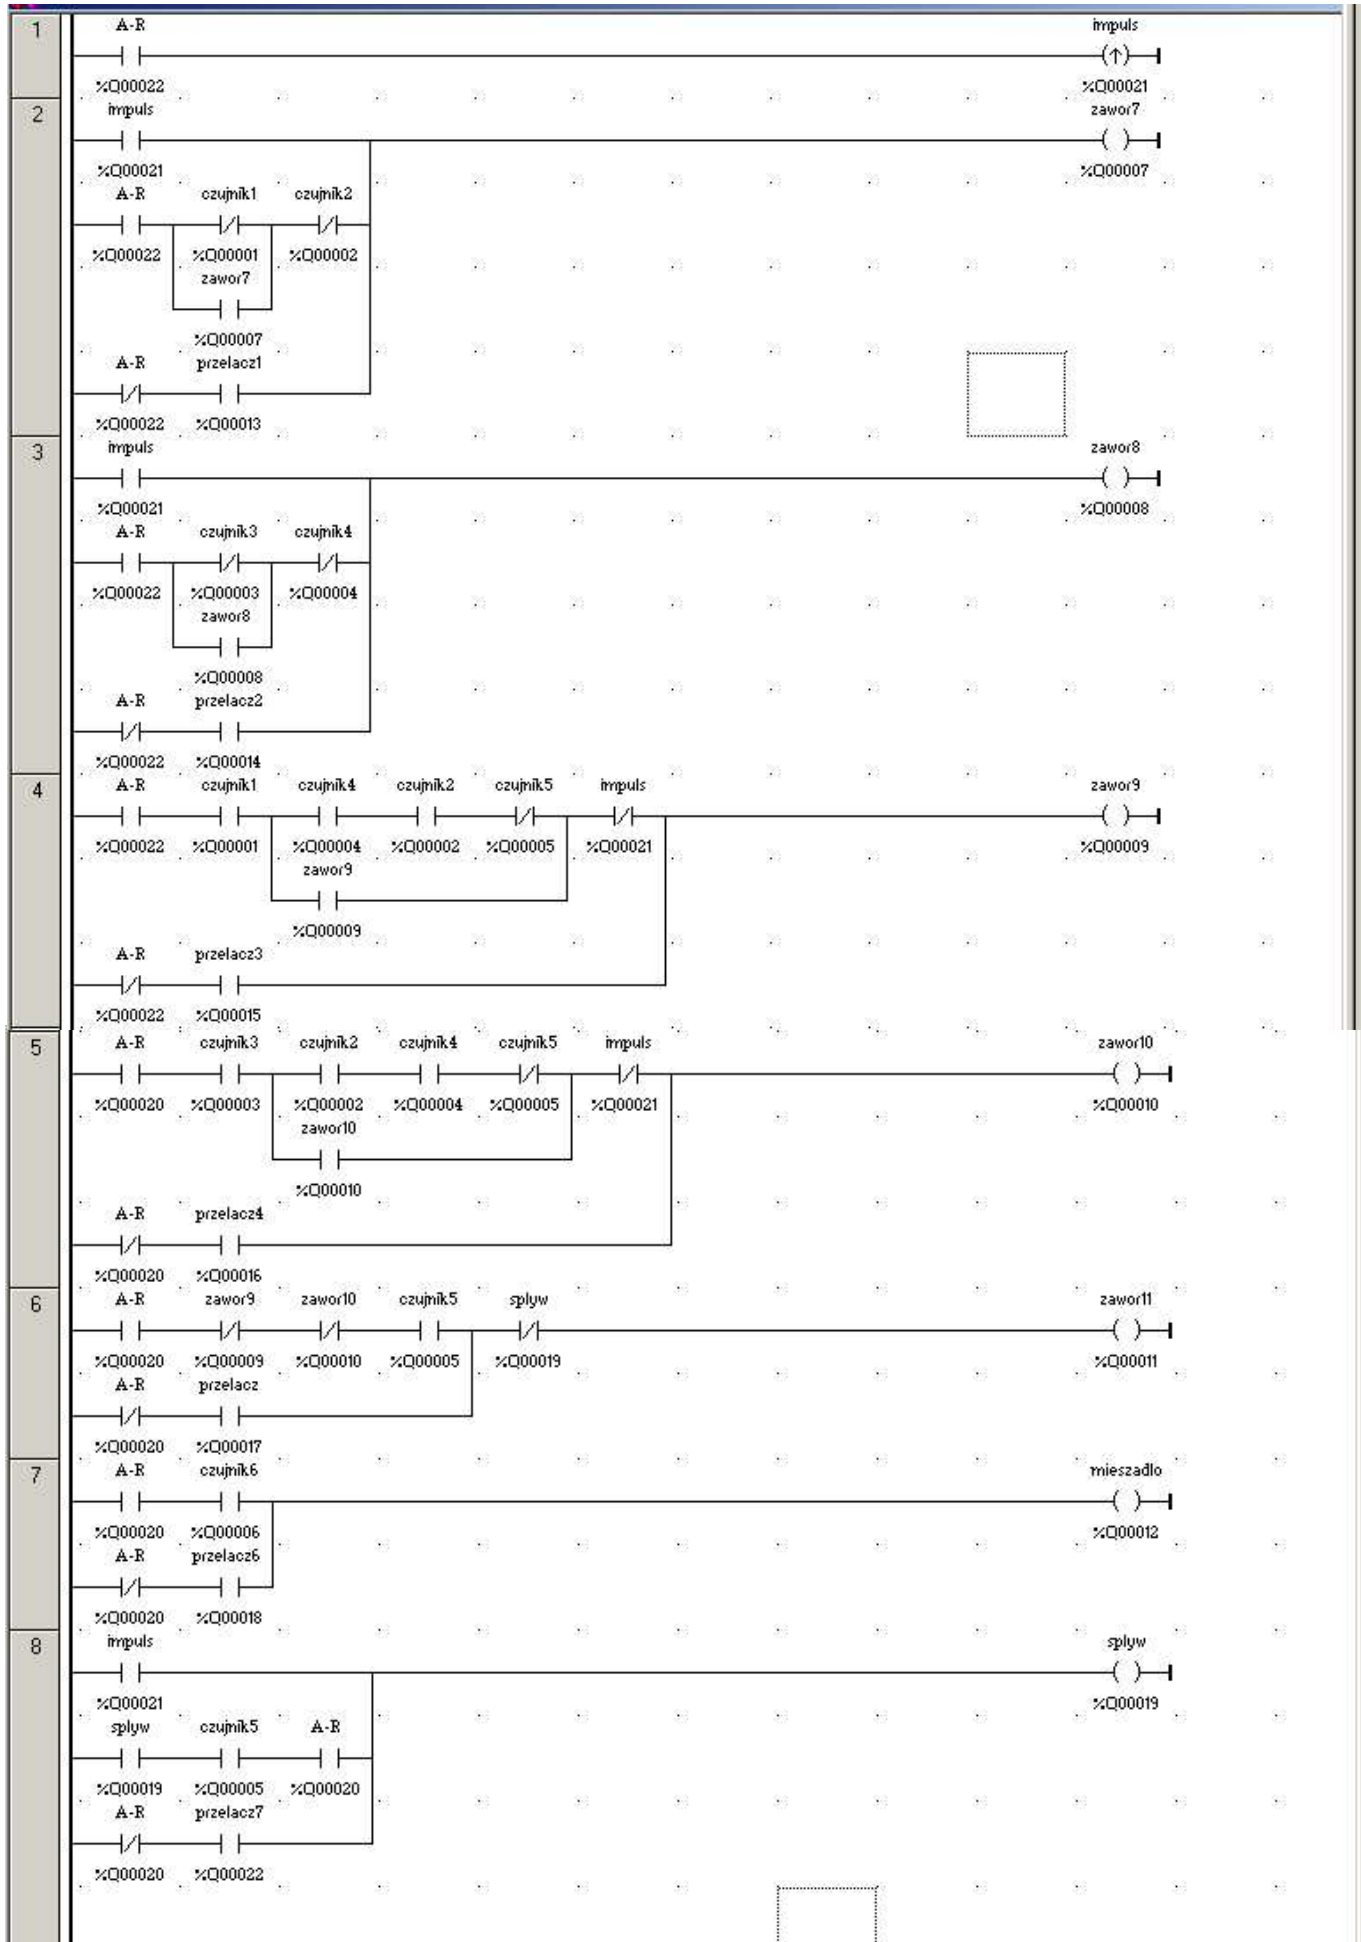 1
A-R impuls
%Q00022 %Q00021
2
impuls zawor7
%Q00021 %Q00007
A-R czujnik1 czujnik2
%Q00022 %Q00001 %Q00002
zawor7
%Q00007
A-R przelacz1
%Q00022 %Q00013
3
impuls zawor8
%Q00021 %Q00008
A-R czujnik3 czujnik4
%Q00022 %Q00003 %Q00004
zawor8
%Q00008
A-R przelacz2
%Q00022 %Q00014
4
A-R czujnik1 czujnik4 czujnik2 czujnik5 impuls zawor9
%Q00022 %Q00001 %Q00004 %Q00002 %Q00005 %Q00021 %Q00009
zawor9
%Q00009
A-R przelacz3
%Q00022 %Q00015
5
A-R czujnik3 czujnik2 czujnik4 czujnik5 impuls zawor10
%Q00020 %Q00003 %Q00002 %Q00004 %Q00005 %Q00021 %Q00010
zawor10
%Q00010
A-R przelacz4
%Q00020 %Q00016
6
A-R zawor9 zawor10 czujnik5 splyw zawor11
%Q00020 %Q00009 %Q00010 %Q00005 %Q00019 %Q00011
A-R przelacz
%Q00020 %Q00017
7
A-R czujnik6 mieszadlo
%Q00020 %Q00006 %Q00012
A-R przelacz6
%Q00020 %Q00018
8
impuls splyw
%Q00021 %Q00019
splyw czujnik5 A-R
%Q00019 %Q00005 %Q00020
A-R przelacz7
%Q00020 %Q00022